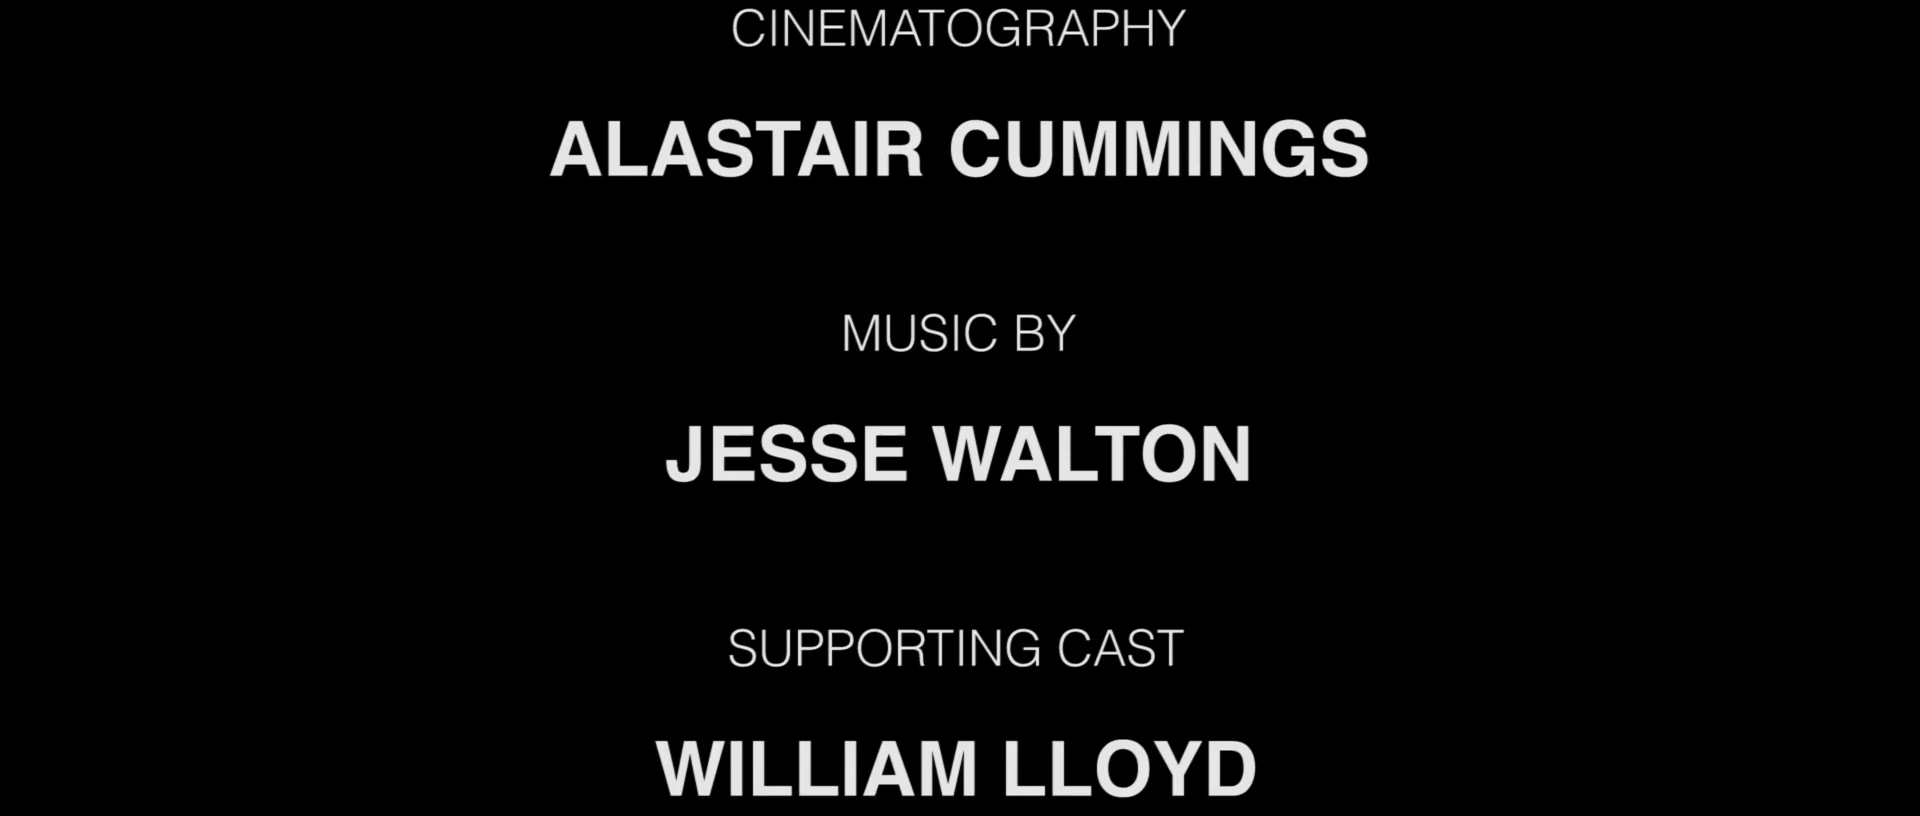 CINEMATOGRAPHY
ALASTAIR CUMMINGS
MUSIC BY
JESSE WALTON
SUPPORTING CAST
WILLIAM LLOYD